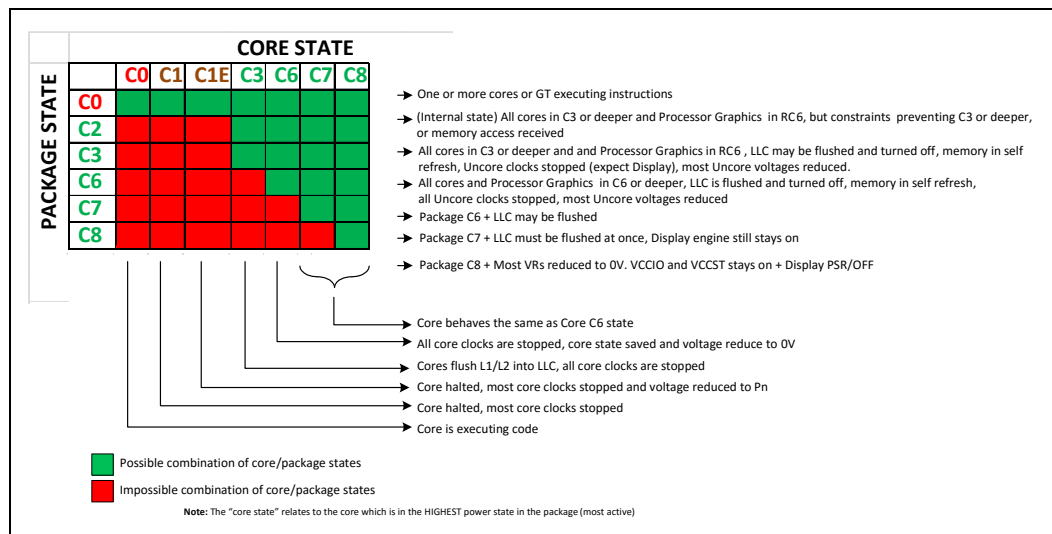 CORE STATE
PACKAGE STATE
C0 C1 C1E C3 C6 C7 C8
C0
C2
C3
C6
C7
C8
One or more cores or GT executing instructions
(Internal state) All cores in C3 or deeper and Processor Graphics in RC6, but constraints preventing C3 or deeper,
or memory access received
All cores in C3 or deeper and and Processor Graphics in RC6 , LLC may be flushed and turned off, memory in self
refresh, Uncore clocks stopped (expect Display), most Uncore voltages reduced.
All cores and Processor Graphics in C6 or deeper, LLC is flushed and turned off, memory in self refresh,
all Uncore clocks stopped, most Uncore voltages reduced
Package C6 + LLC may be flushed
Package C7 + LLC must be flushed at once, Display engine still stays on
Package C8 + Most VRs reduced to 0V. VCCIO and VCCST stays on + Display PSR/OFF
Core behaves the same as Core C6 state
All core clocks are stopped, core state saved and voltage reduce to 0V
Cores flush L1/L2 into LLC, all core clocks are stopped
Core halted, most core clocks stopped and voltage reduced to Pn
Core halted, most core clocks stopped
Core is executing code
Possible combination of core/package states
Impossible combination of core/package states
Note: The “core state” relates to the core which is in the HIGHEST power state in the package (most active)